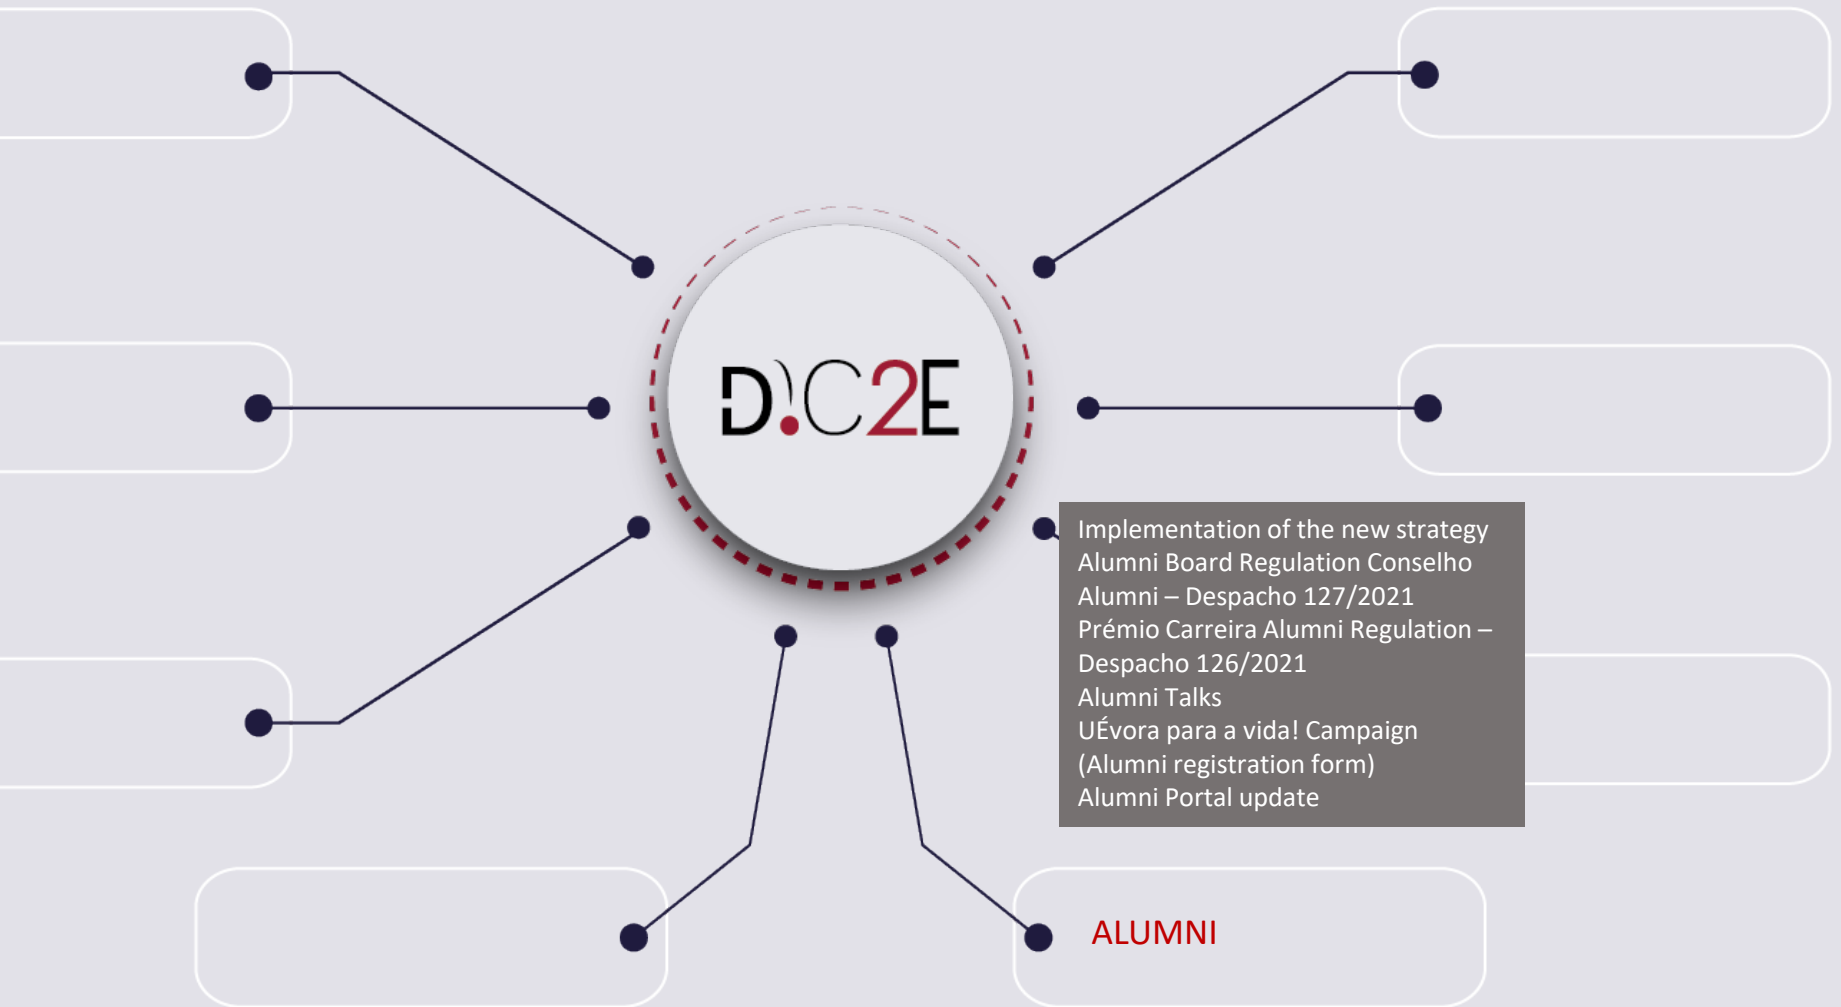 D!C2E
Implementation of the new strategy
Alumni Board Regulation Conselho
Alumni – Despacho 127/2021
Prémio Carreira Alumni Regulation –
Despacho 126/2021
Alumni Talks
UÉvora para a vida! Campaign
(Alumni registration form)
Alumni Portal update
ALUMNI